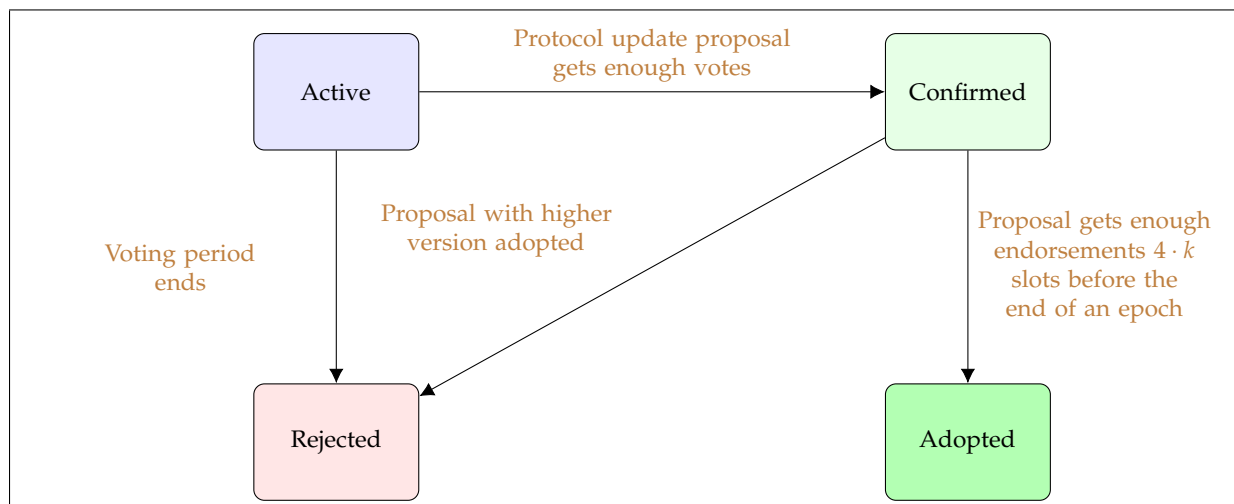 Protocol update proposal
gets enough votes
Active
Confirmed
Proposal with higher
version adopted
Voting period
ends
Proposal gets enough
endorsements 4 · k
slots before the
end of an epoch
Rejected
Adopted